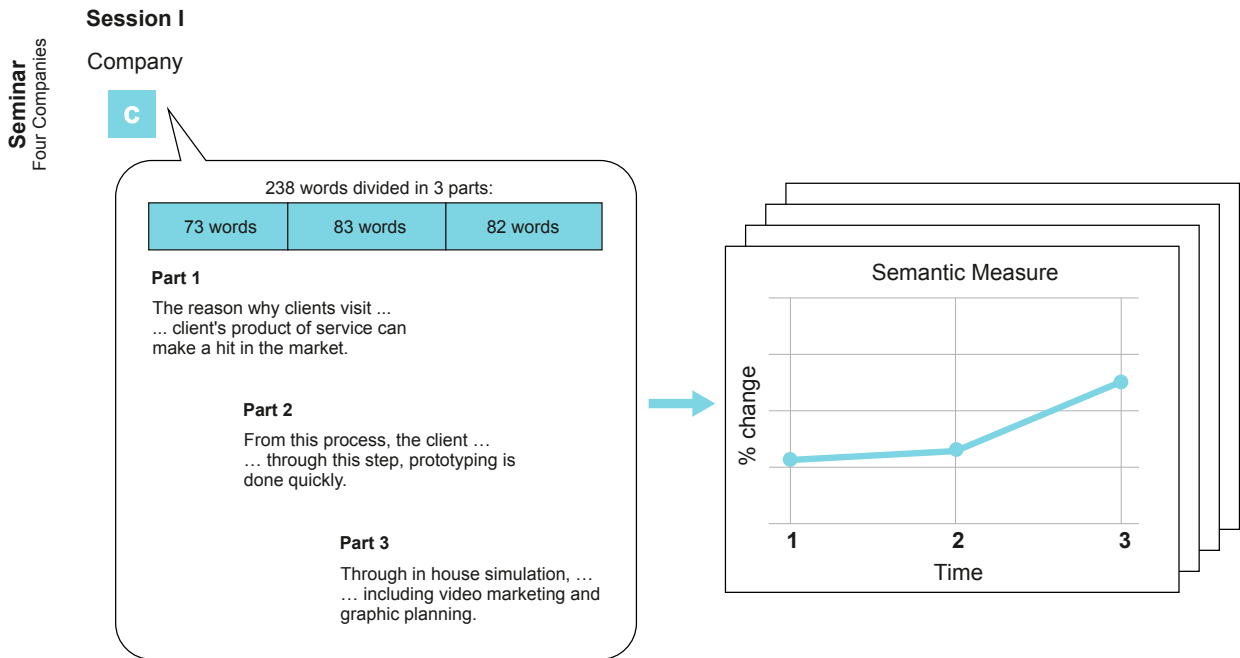 Session I
Seminar
Four Companies
Company
C
238 words divided in 3 parts:
73 words
83 words
82 words
Part 1
The reason why clients visit ...
... client's product of service can
make a hit in the market.
Part 2
From this process, the client …
… through this step, prototyping is
done quickly.
Part 3
Through in house simulation, …
… including video marketing and
graphic planning.
Semantic Measure
% change
1
2
3
Time